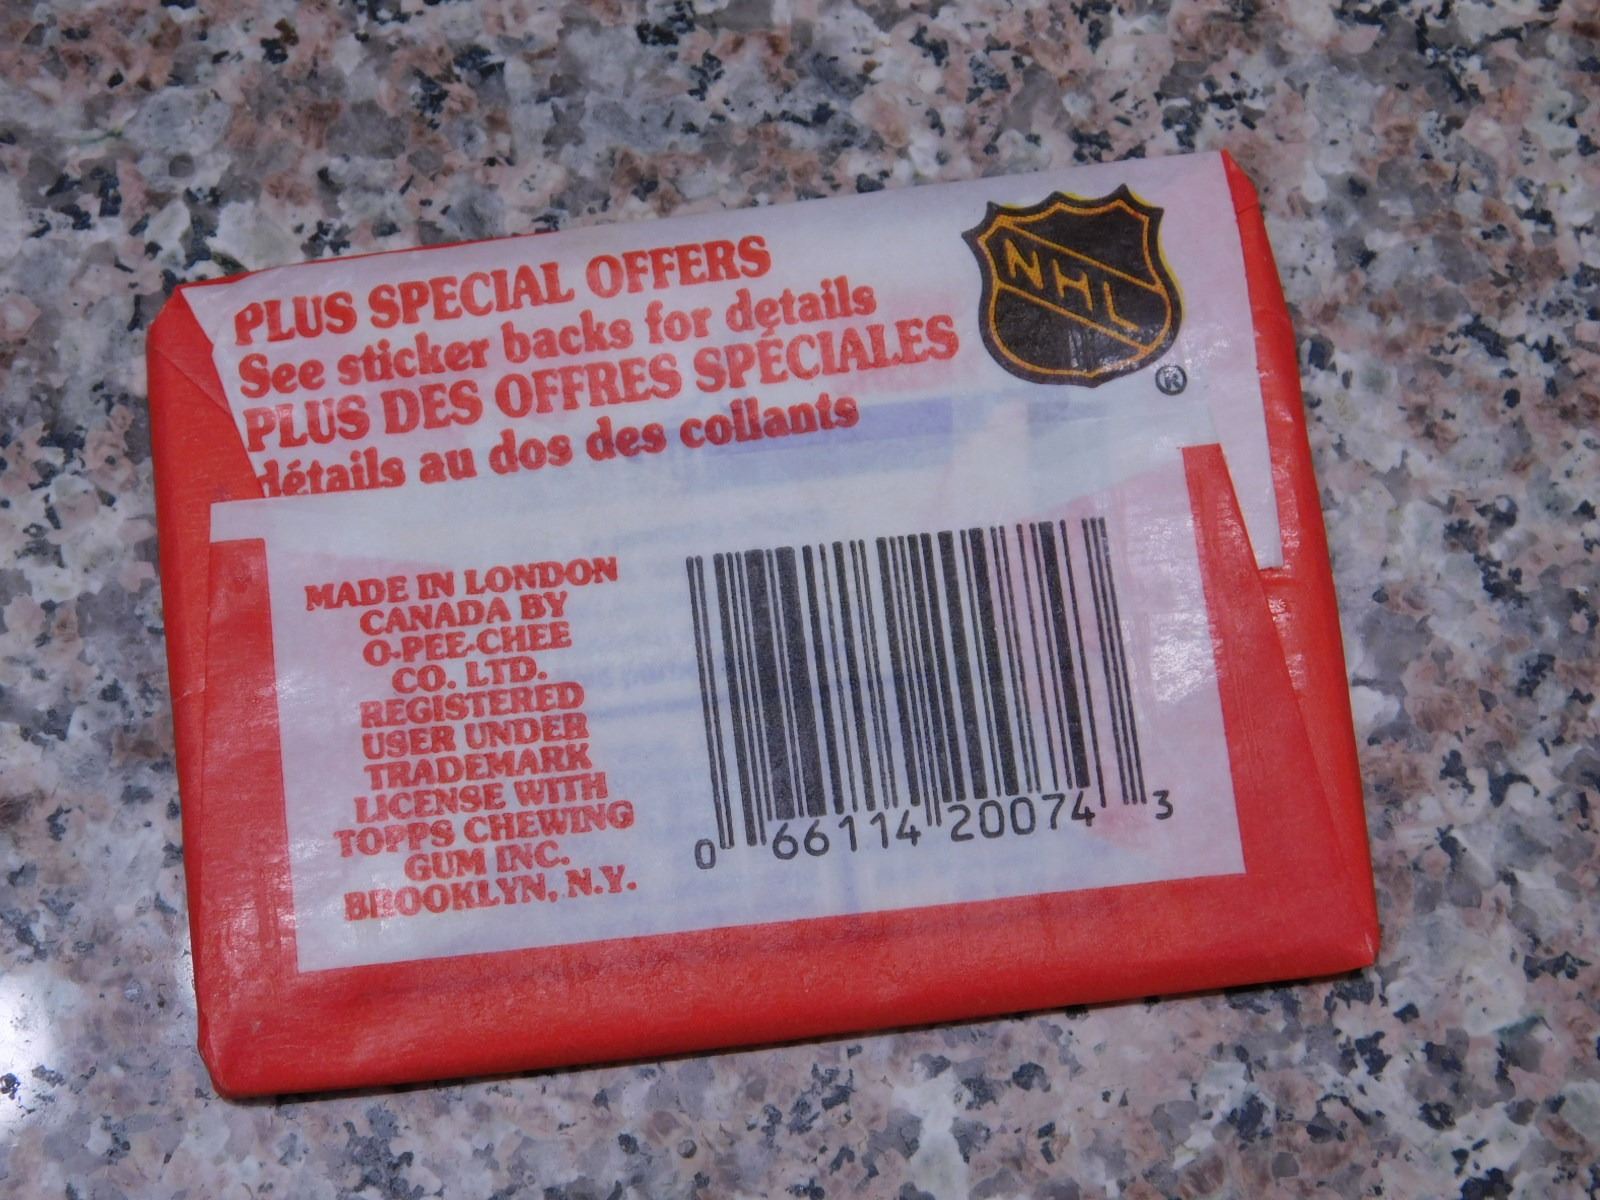 PLUS SPECIAL OFFERS
See sticker backs for details
PLUS DES OFFRES SPÉCIALES
détails au dos des collants
NHL
®
MADE IN LONDON
CANADA BY
O-PEE-CHEE
CO. LTD.
REGISTERED
USER UNDER
TRADEMARK
LICENSE WITH
TOPPS CHEWING
GUM INC.
BROOKLYN, N.Y.
0 66114 20074 3